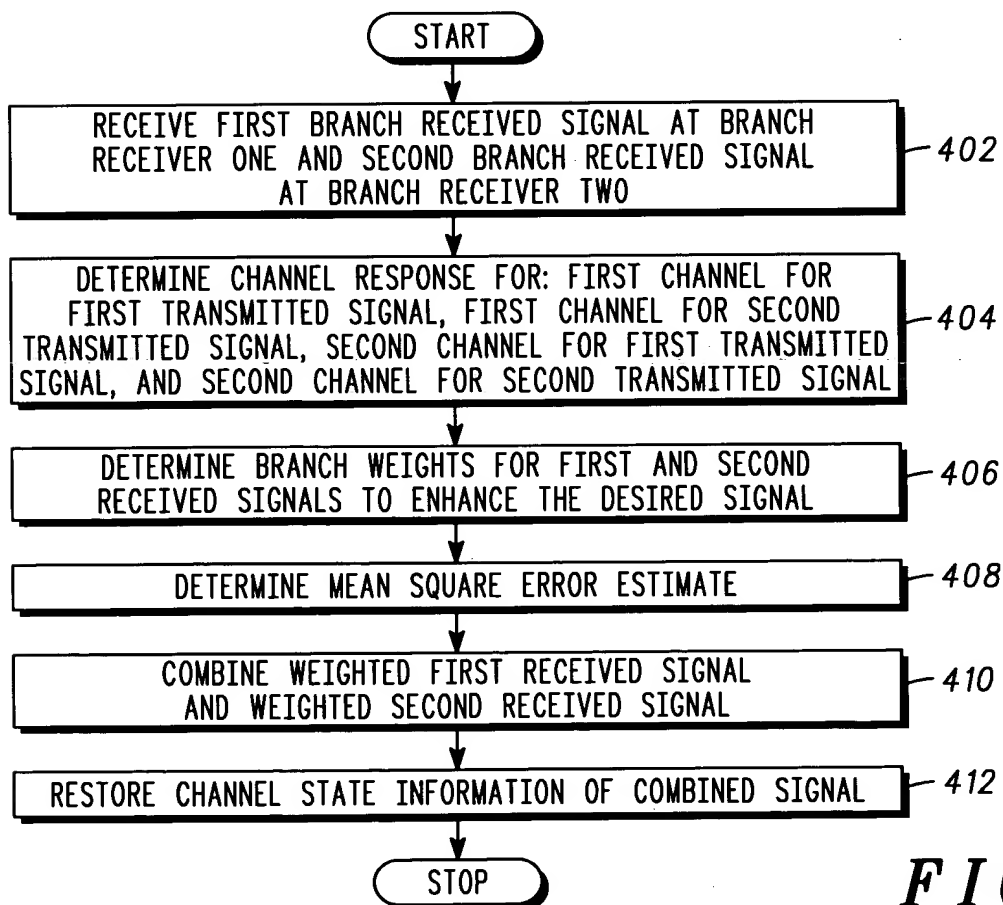 START
RECEIVE FIRST BRANCH RECEIVED SIGNAL AT BRANCH
RECEIVER ONE AND SECOND BRANCH RECEIVED SIGNAL
AT BRANCH RECEIVER TWO
402
DETERMINE CHANNEL RESPONSE FOR: FIRST CHANNEL FOR
FIRST TRANSMITTED SIGNAL, FIRST CHANNEL FOR SECOND
TRANSMITTED SIGNAL, SECOND CHANNEL FOR FIRST TRANSMITTED
SIGNAL, AND SECOND CHANNEL FOR SECOND TRANSMITTED SIGNAL
404
DETERMINE BRANCH WEIGHTS FOR FIRST AND SECOND
RECEIVED SIGNALS TO ENHANCE THE DESIRED SIGNAL
406
DETERMINE MEAN SQUARE ERROR ESTIMATE
408
COMBINE WEIGHTED FIRST RECEIVED SIGNAL
AND WEIGHTED SECOND RECEIVED SIGNAL
410
RESTORE CHANNEL STATE INFORMATION OF COMBINED SIGNAL
412
STOP